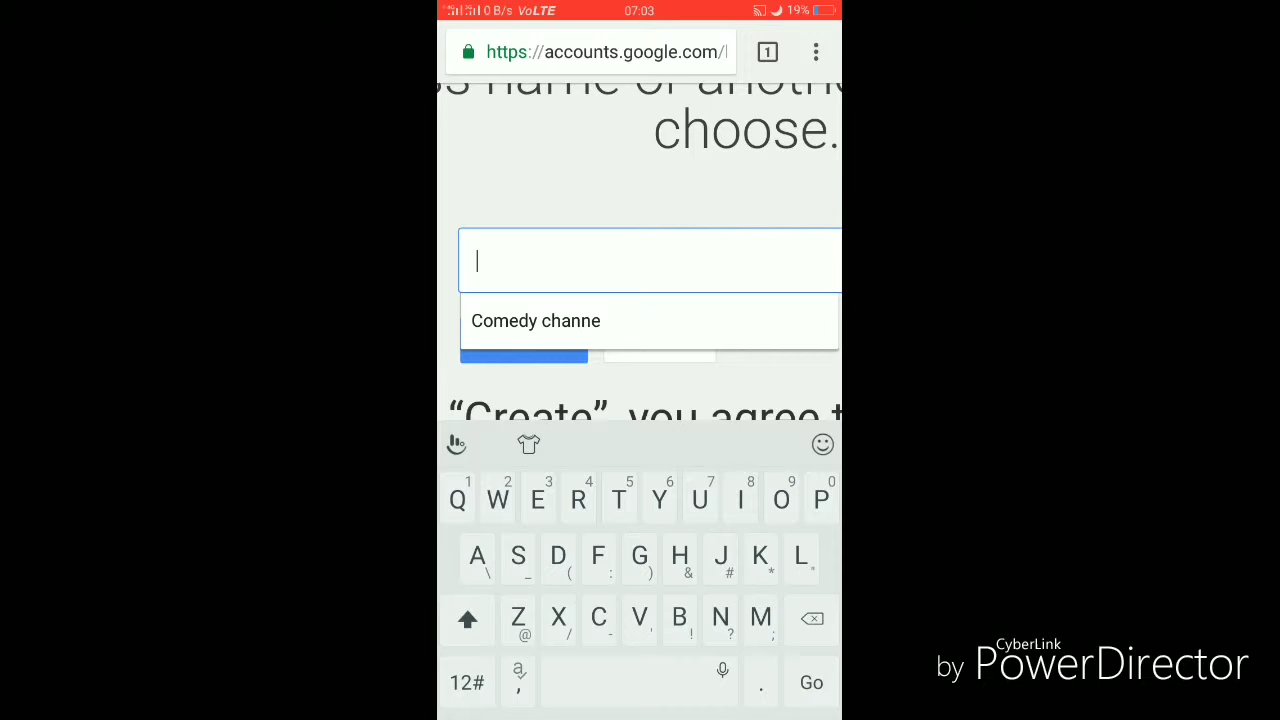 0 B/s VoLTE 07:03 19%
https://accounts.google.com/
1
name or
choose.
Comedy channe
“Create”, you agree
1 2 3 4 5 6 7 8 9 0
Q W E R T Y U I O P
A S D F G H J K L
\ _ ( : ) & # * °
Z X C V B N M
@ / - ' ! ? ;
12# a , . Go
CyberLink
by PowerDirector